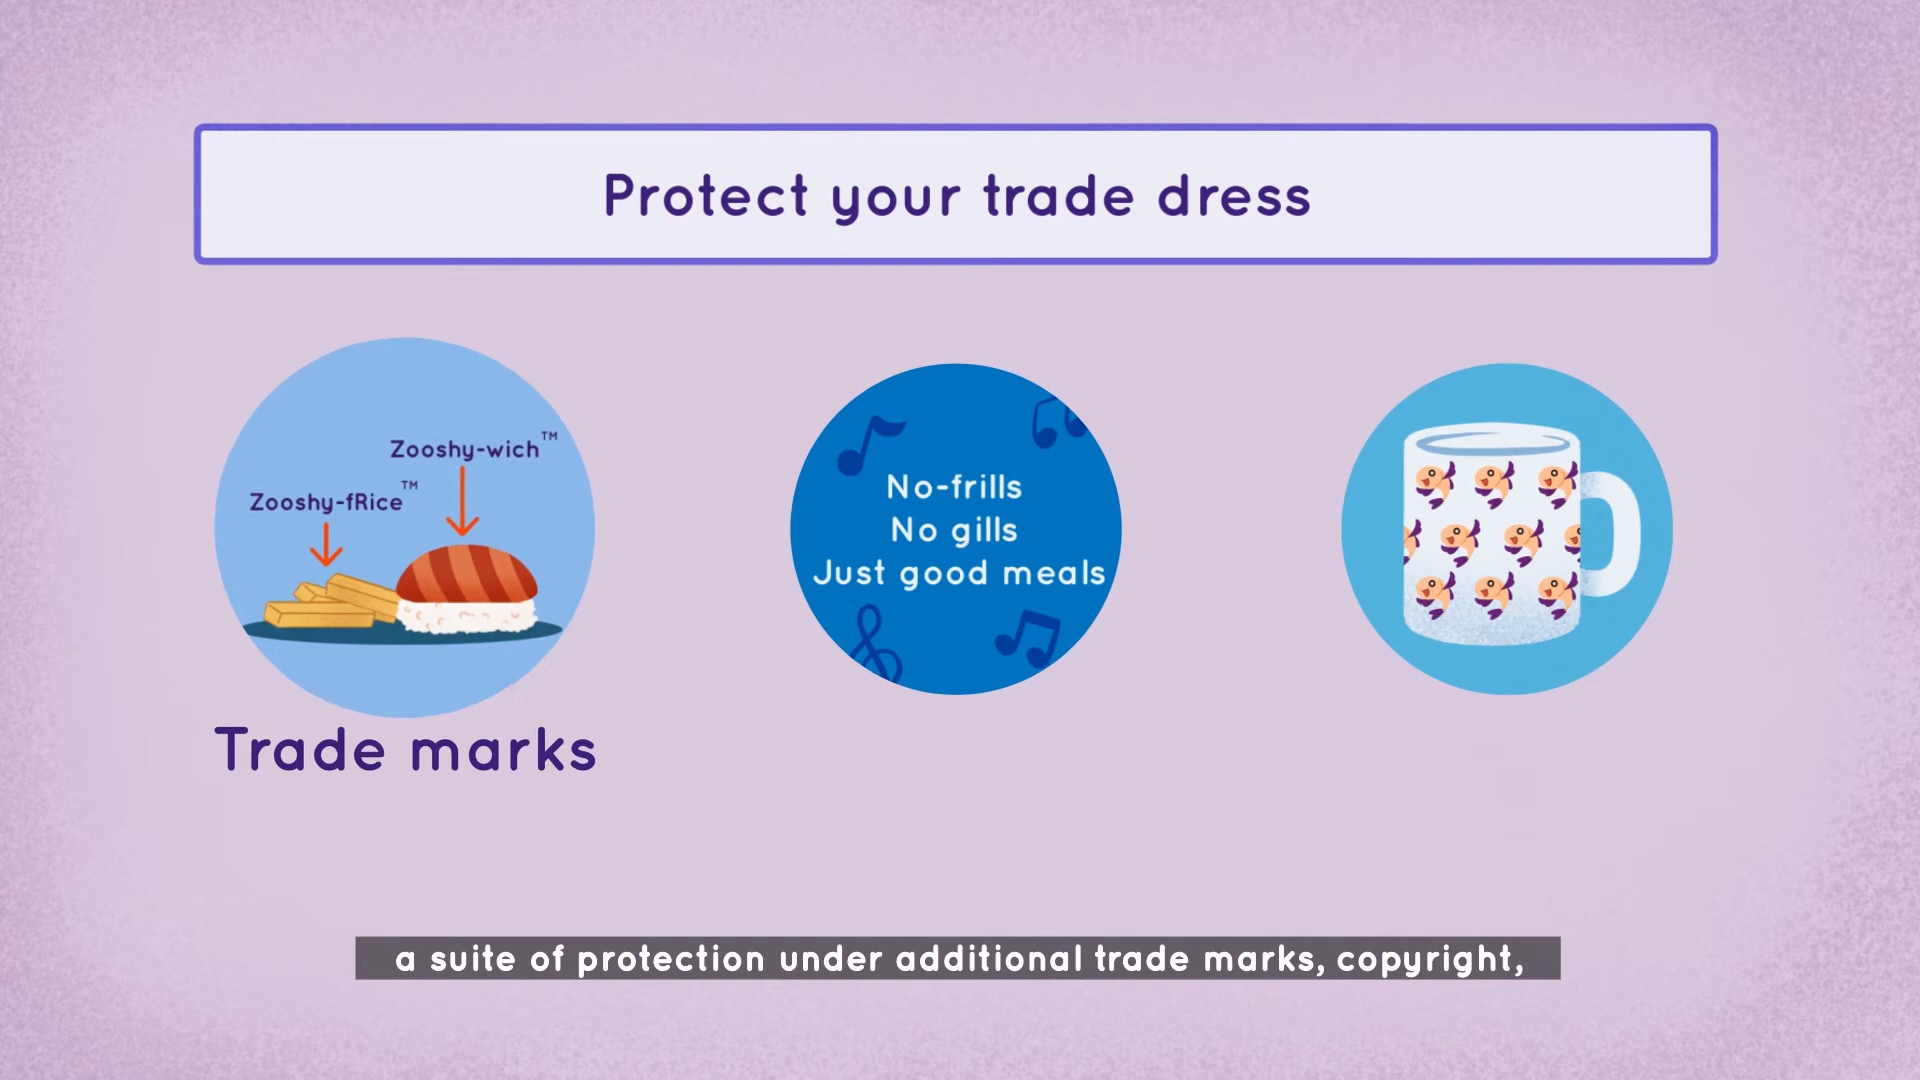 Protect your trade dress
Zooshy-wich™
Zooshy-fRice™
No-frills
No gills
Just good meals
Trade marks
a suite of protection under additional trade marks, copyright,